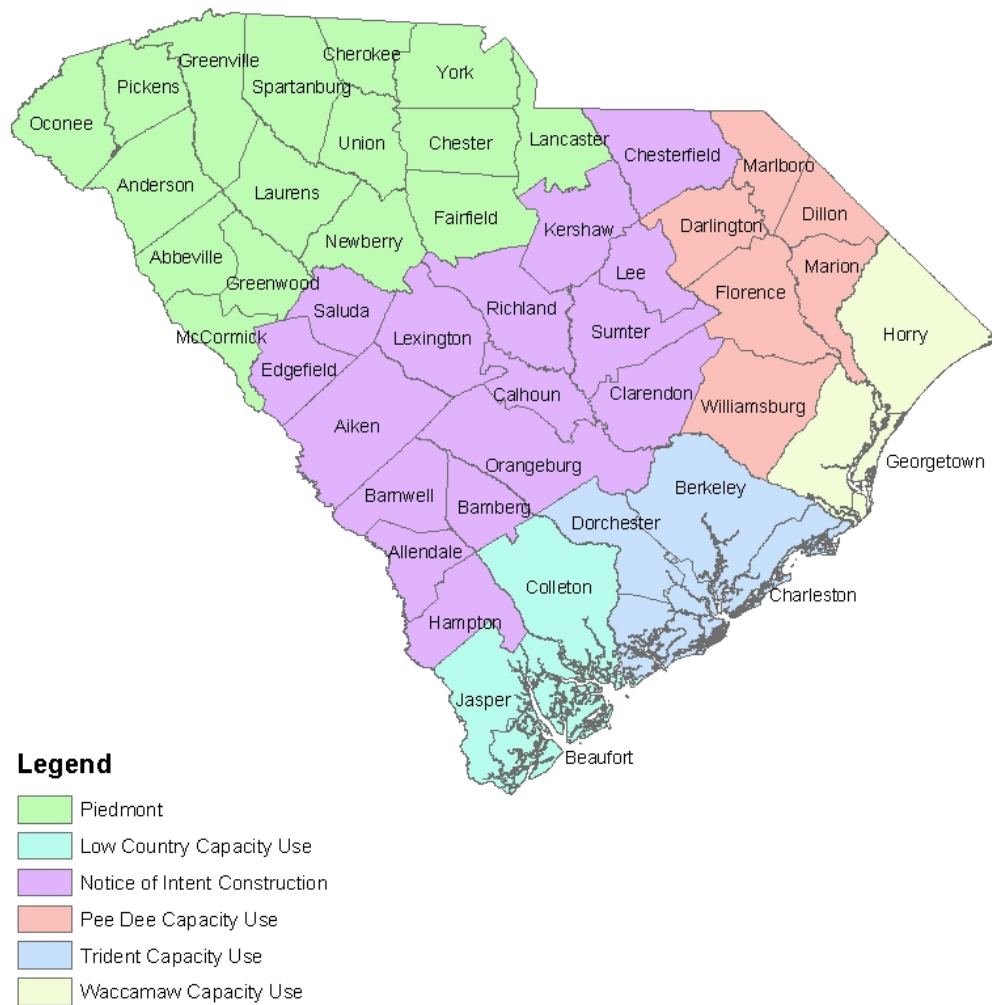 Cherokee
Greenville
York
Pickens
Spartanburg
Oconee
Union
Chester
Lancaster
Chesterfield
Marlboro
Anderson
Laurens
Dillon
Fairfield
Darlington
Kershaw
Newberry
Abbeville
Lee
Marion
Greenwood
Florence
Saluda
Richland
McCormick
Lexington
Sumter
Horry
Edgefield
Calhoun
Clarendon
Williamsburg
Aiken
Orangeburg
Georgetown
Berkeley
Barnwell
Bamberg
Dorchester
Allendale
Colleton
Charleston
Hampton
Jasper
Beaufort
Legend
Piedmont
Low Country Capacity Use
Notice of Intent Construction
Pee Dee Capacity Use
Trident Capacity Use
Waccamaw Capacity Use